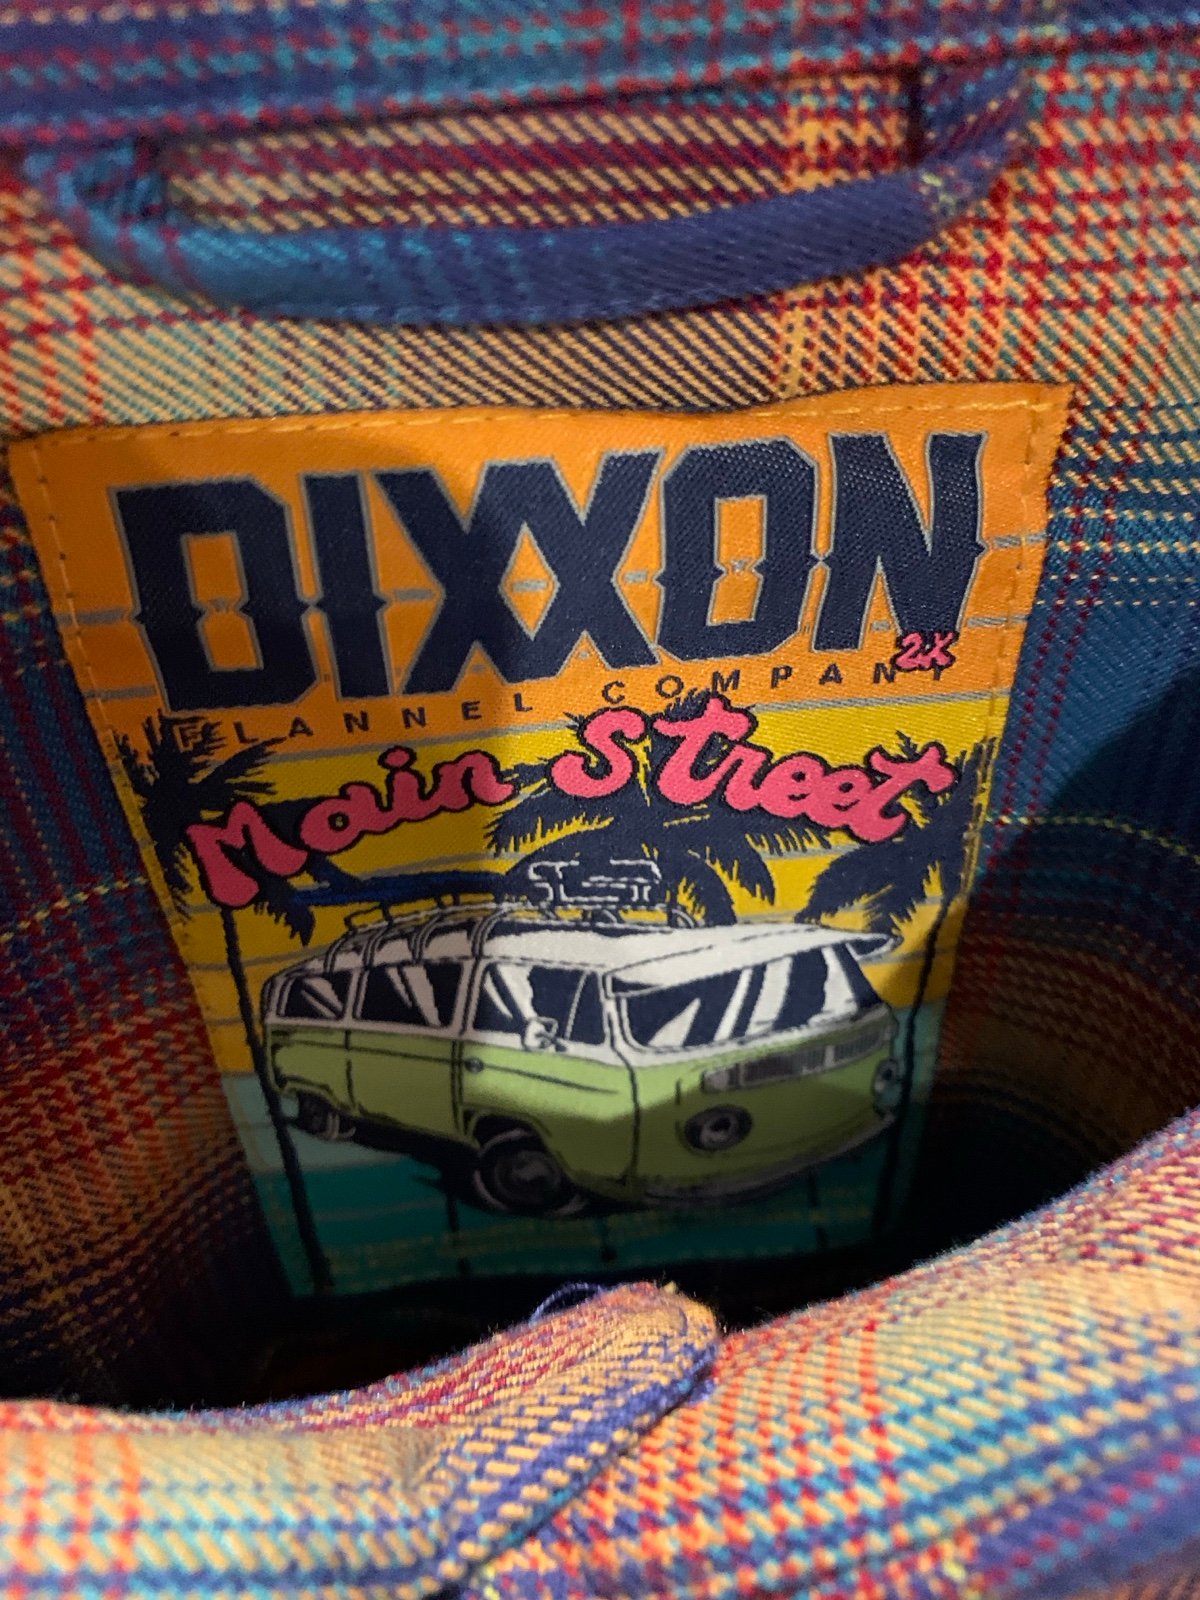 DIXXON
2X
FLANNEL COMPANY
Main Street